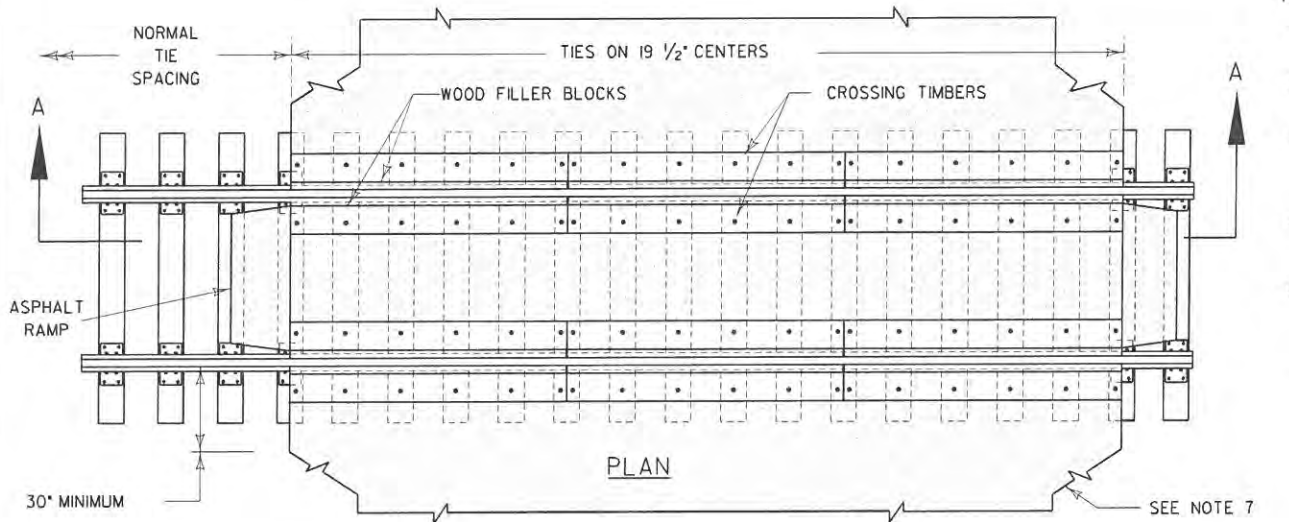 NORMAL
TIE
SPACING
TIES ON 19 1/2" CENTERS
A
WOOD FILLER BLOCKS
CROSSING TIMBERS
A
ASPHALT
RAMP
PLAN
30" MINIMUM
SEE NOTE 7